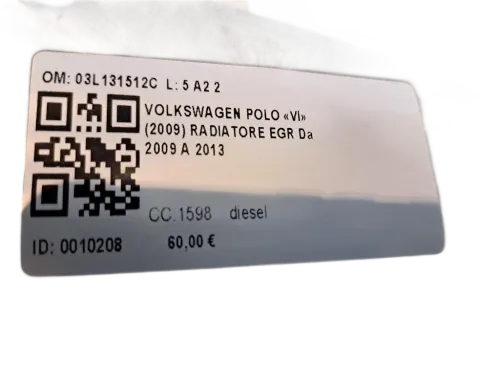 OM: 03L131512C L: 5 A2 2
VOLKSWAGEN POLO «VI»
(2009) RADIATORE EGR Da
2009 A 2013
CC.1598 diesel
ID: 0010208 60,00 €